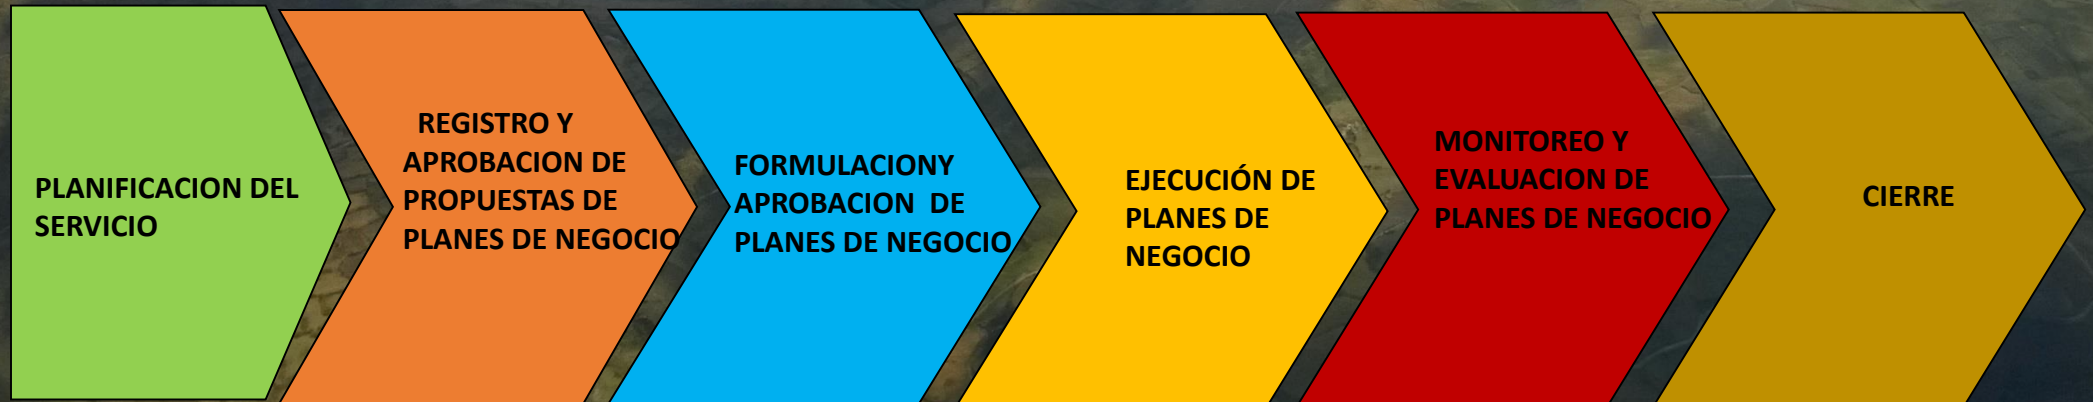 PLANIFICACION DEL
SERVICIO
REGISTRO Y
APROBACION DE
PROPUESTAS DE
PLANES DE NEGOCIO
FORMULACIONY
APROBACION  DE
PLANES DE NEGOCIO
EJECUCIÓN DE
PLANES DE
NEGOCIO
MONITOREO Y
EVALUACION DE
PLANES DE NEGOCIO
CIERRE